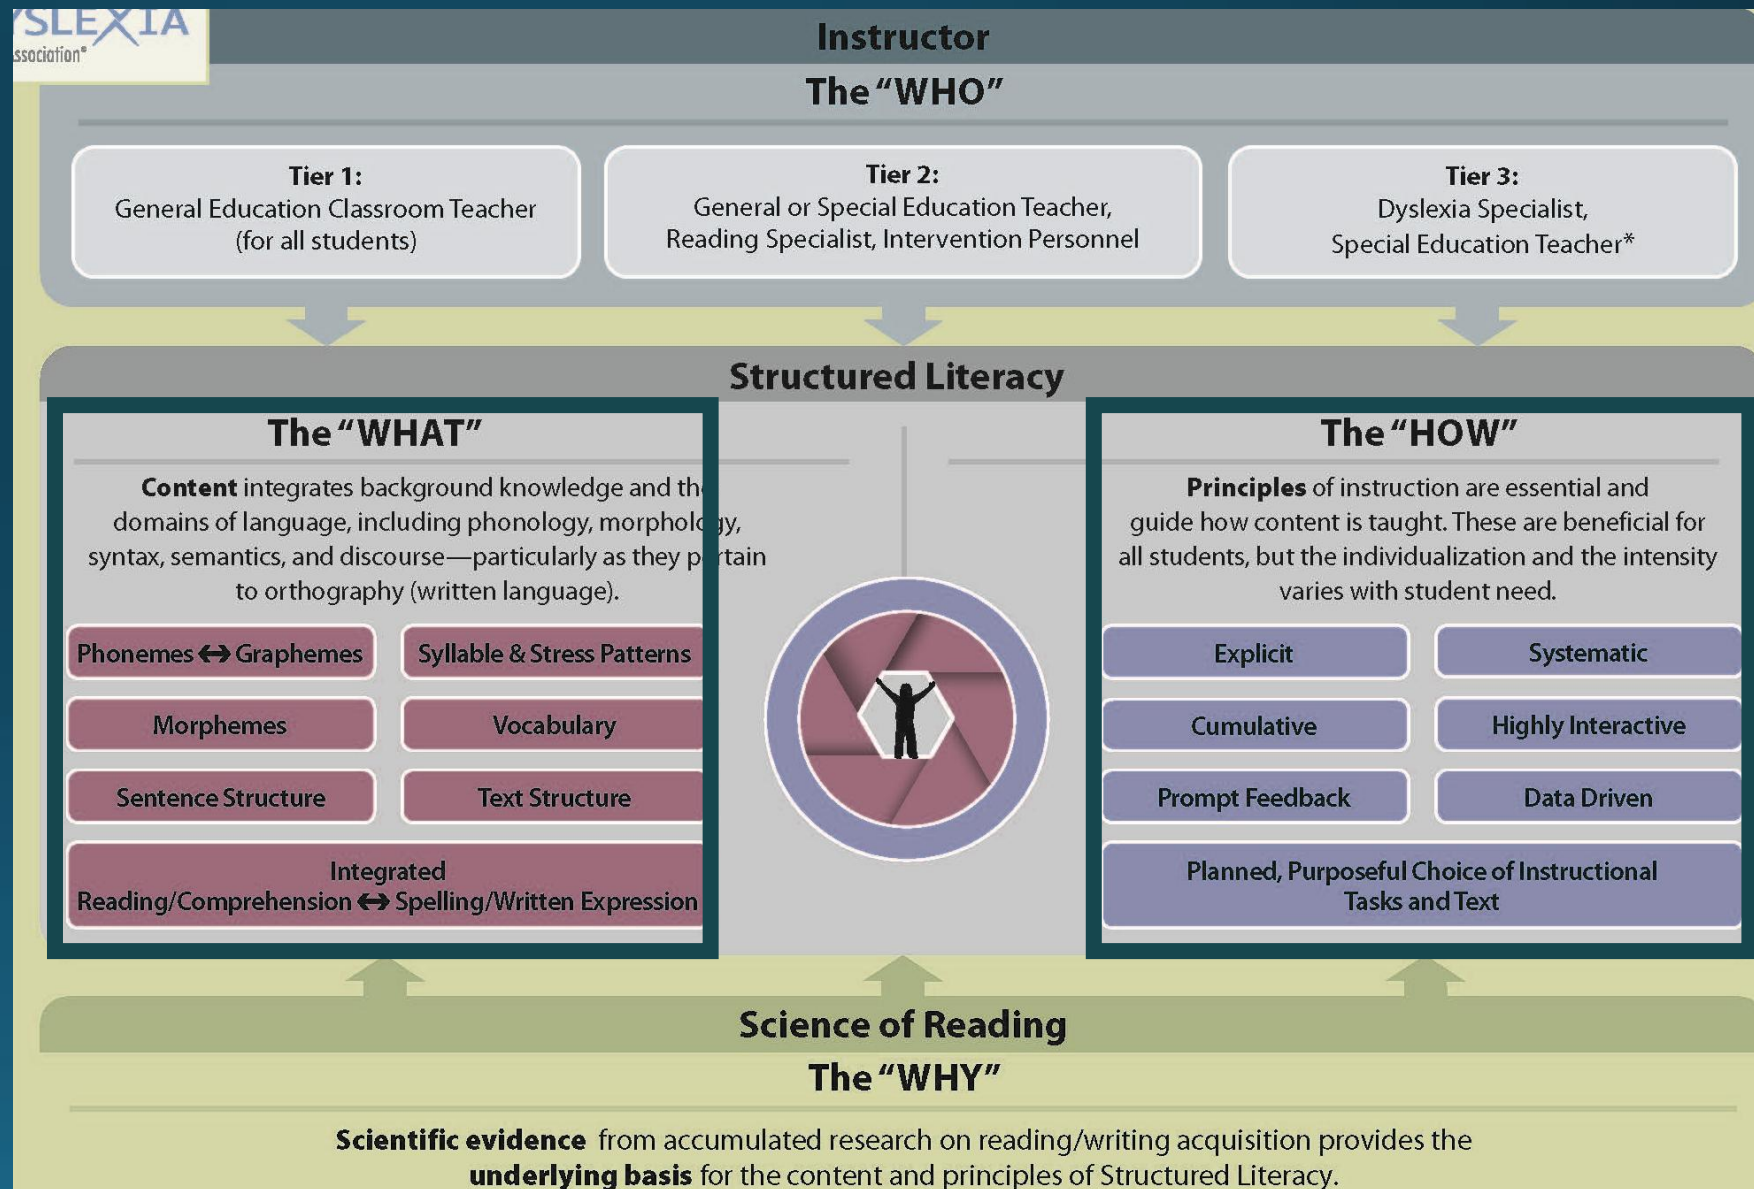 YSLEXIA
ssociation®
Instructor
The “WHO”
Tier 1:
General Education Classroom Teacher
(for all students)
Tier 2:
General or Special Education Teacher,
Reading Specialist, Intervention Personnel
Tier 3:
Dyslexia Specialist,
Special Education Teacher*
Structured Literacy
The “WHAT”
Content integrates background knowledge and the
domains of language, including phonology, morphology,
syntax, semantics, and discourse—particularly as they pertain
to orthography (written language).
Phonemes ↔ Graphemes
Syllable & Stress Patterns
Morphemes
Vocabulary
Sentence Structure
Text Structure
Integrated
Reading/Comprehension ↔ Spelling/Written Expression
The “HOW”
Principles of instruction are essential and
guide how content is taught. These are beneficial for
all students, but the individualization and the intensity
varies with student need.
Explicit
Systematic
Cumulative
Highly Interactive
Prompt Feedback
Data Driven
Planned, Purposeful Choice of Instructional
Tasks and Text
Science of Reading
The “WHY”
Scientific evidence from accumulated research on reading/writing acquisition provides the
underlying basis for the content and principles of Structured Literacy.